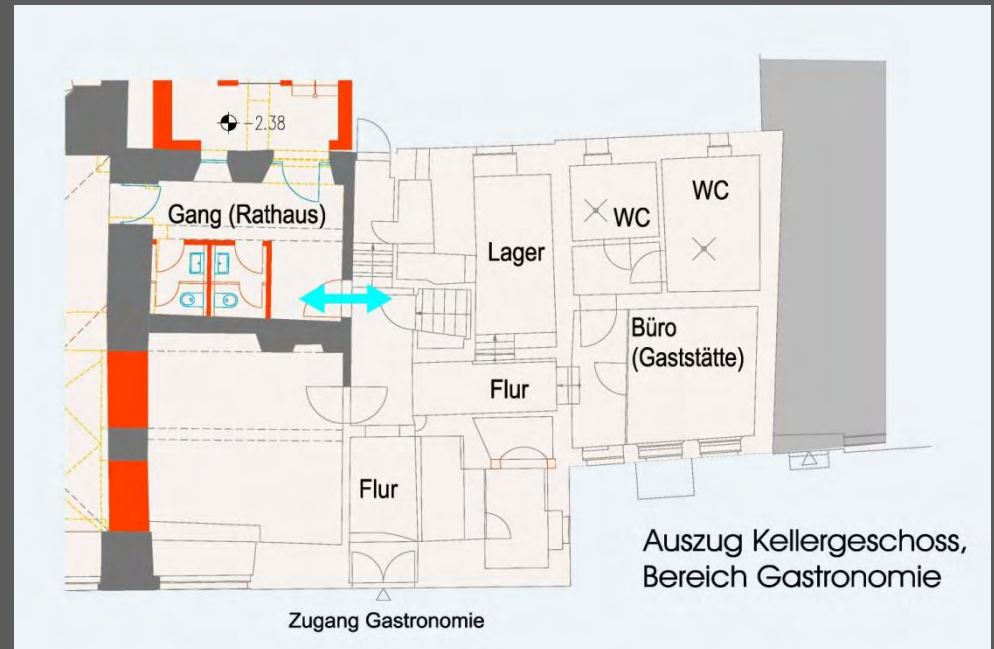 -2.38
Gang (Rathaus)
WC
WC
Lager
Büro
(Gaststätte)
Flur
Flur
Auszug Kellergeschoss,
Bereich Gastronomie
Zugang Gastronomie